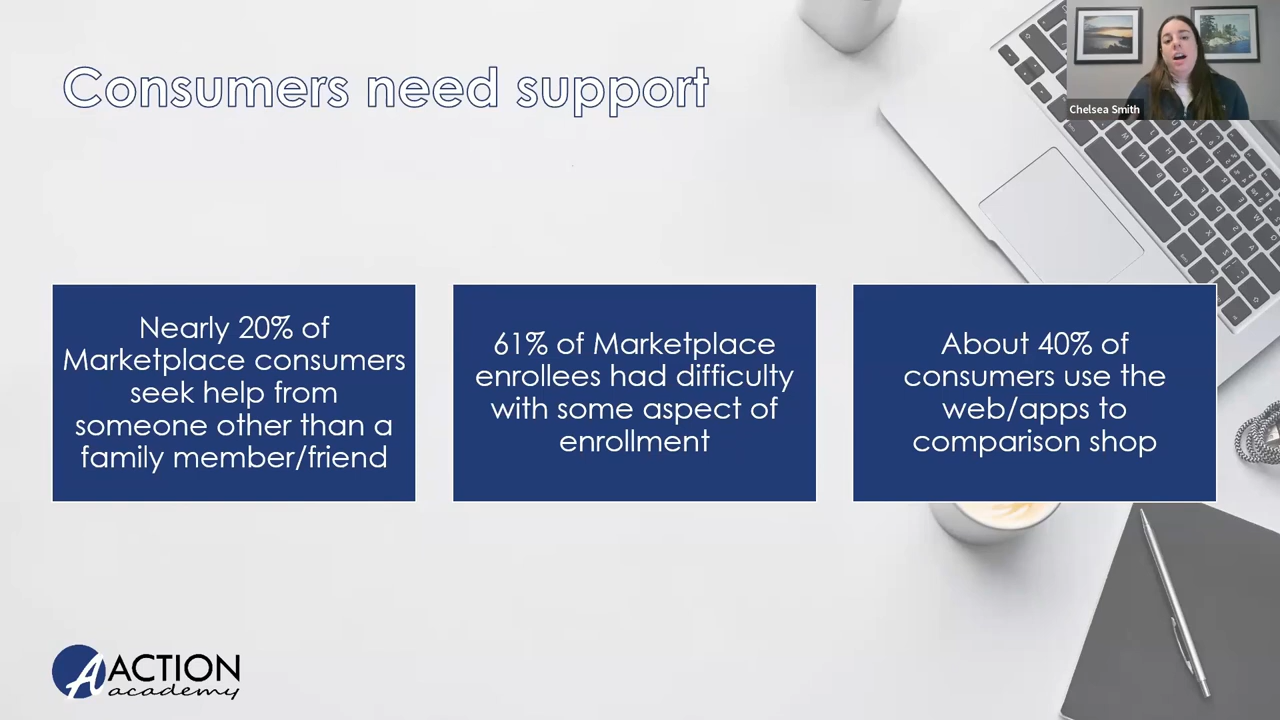 Consumers need support
Chelsea Smith
Nearly 20% of
Marketplace consumers
seek help from
someone other than a
family member/friend
61% of Marketplace
enrollees had difficulty
with some aspect of
enrollment
About 40% of
consumers use the
web/apps to
comparison shop
A ACTION
academy